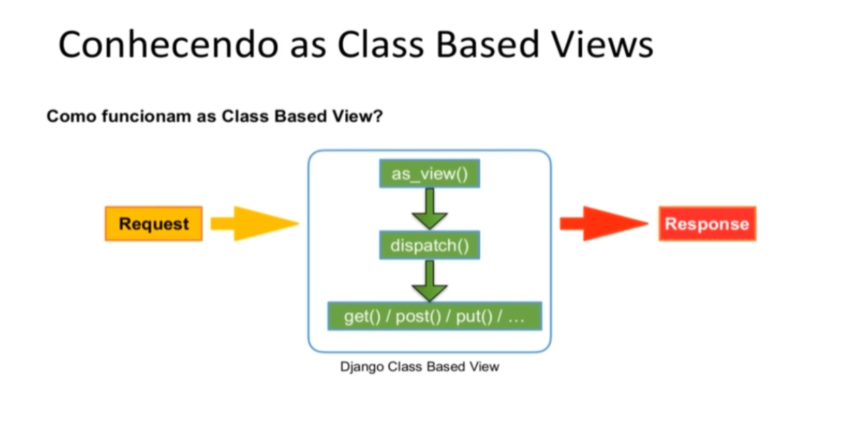 Conhecendo as Class Based Views
Como funcionam as Class Based View?
as_view()
Request
Response
dispatch()
get() / post() / put() / ...
Django Class Based View